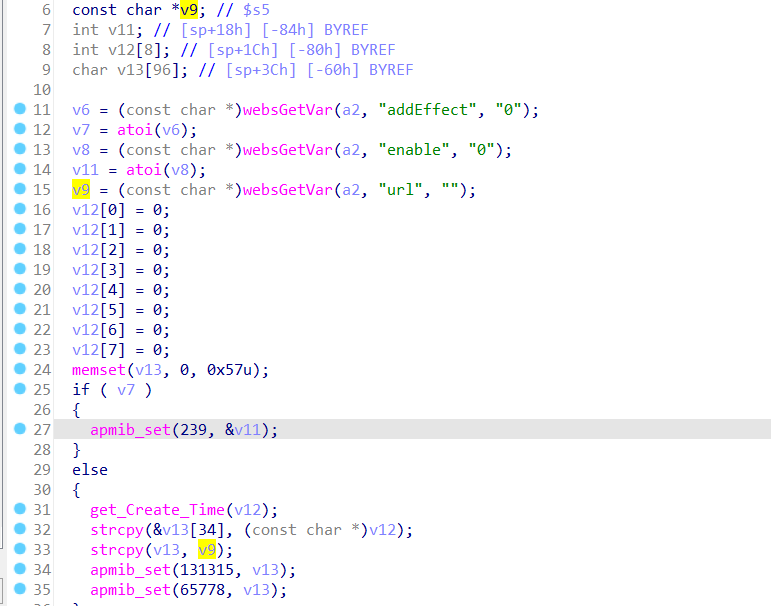 6 const char *v9; // $s5
7 int v11; // [sp+18h] [-84h] BYREF
8 int v12[8]; // [sp+1Ch] [-80h] BYREF
9 char v13[96]; // [sp+3Ch] [-60h] BYREF
10
11 v6 = (const char *)websGetVar(a2, "addEffect", "0");
12 v7 = atoi(v6);
13 v8 = (const char *)websGetVar(a2, "enable", "0");
14 v11 = atoi(v8);
15 v9 = (const char *)websGetVar(a2, "url", "");
16 v12[0] = 0;
17 v12[1] = 0;
18 v12[2] = 0;
19 v12[3] = 0;
20 v12[4] = 0;
21 v12[5] = 0;
22 v12[6] = 0;
23 v12[7] = 0;
24 memset(v13, 0, 0x57u);
25 if ( v7 )
26 {
27 apmib_set(239, &v11);
28 }
29 else
30 {
31 get_Create_Time(v12);
32 strcpy(&v13[34], (const char *)v12);
33 strcpy(v13, v9);
34 apmib_set(131315, v13);
35 apmib_set(65778, v13);